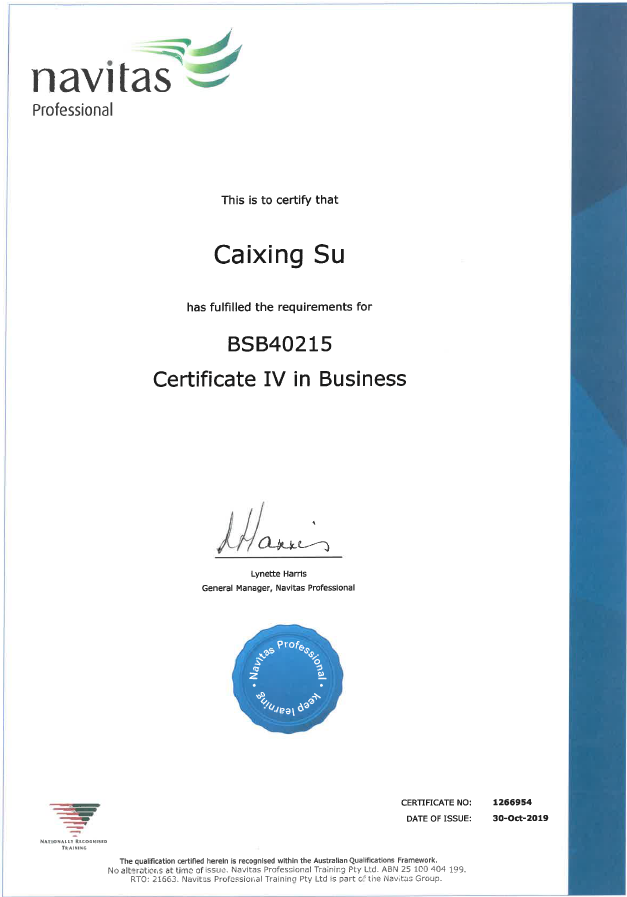 navitas
Professional
This is to certify that
Caixing Su
has fulfilled the requirements for
BSB40215
Certificate IV in Business
Lynette Harris
General Manager, Navitas Professional
• Navitas Professional • keep learning
NATIONALLY RECOGNISED
TRAINING
CERTIFICATE NO: 1266954
DATE OF ISSUE: 30-Oct-2019
The qualification certified herein is recognised within the Australian Qualifications Framework.
No alterations at time of issue. Navitas Professional Training Pty Ltd. ABN 25 100 404 199.
RTO: 21663. Navitas Professional Training Pty Ltd is part of the Navitas Group.